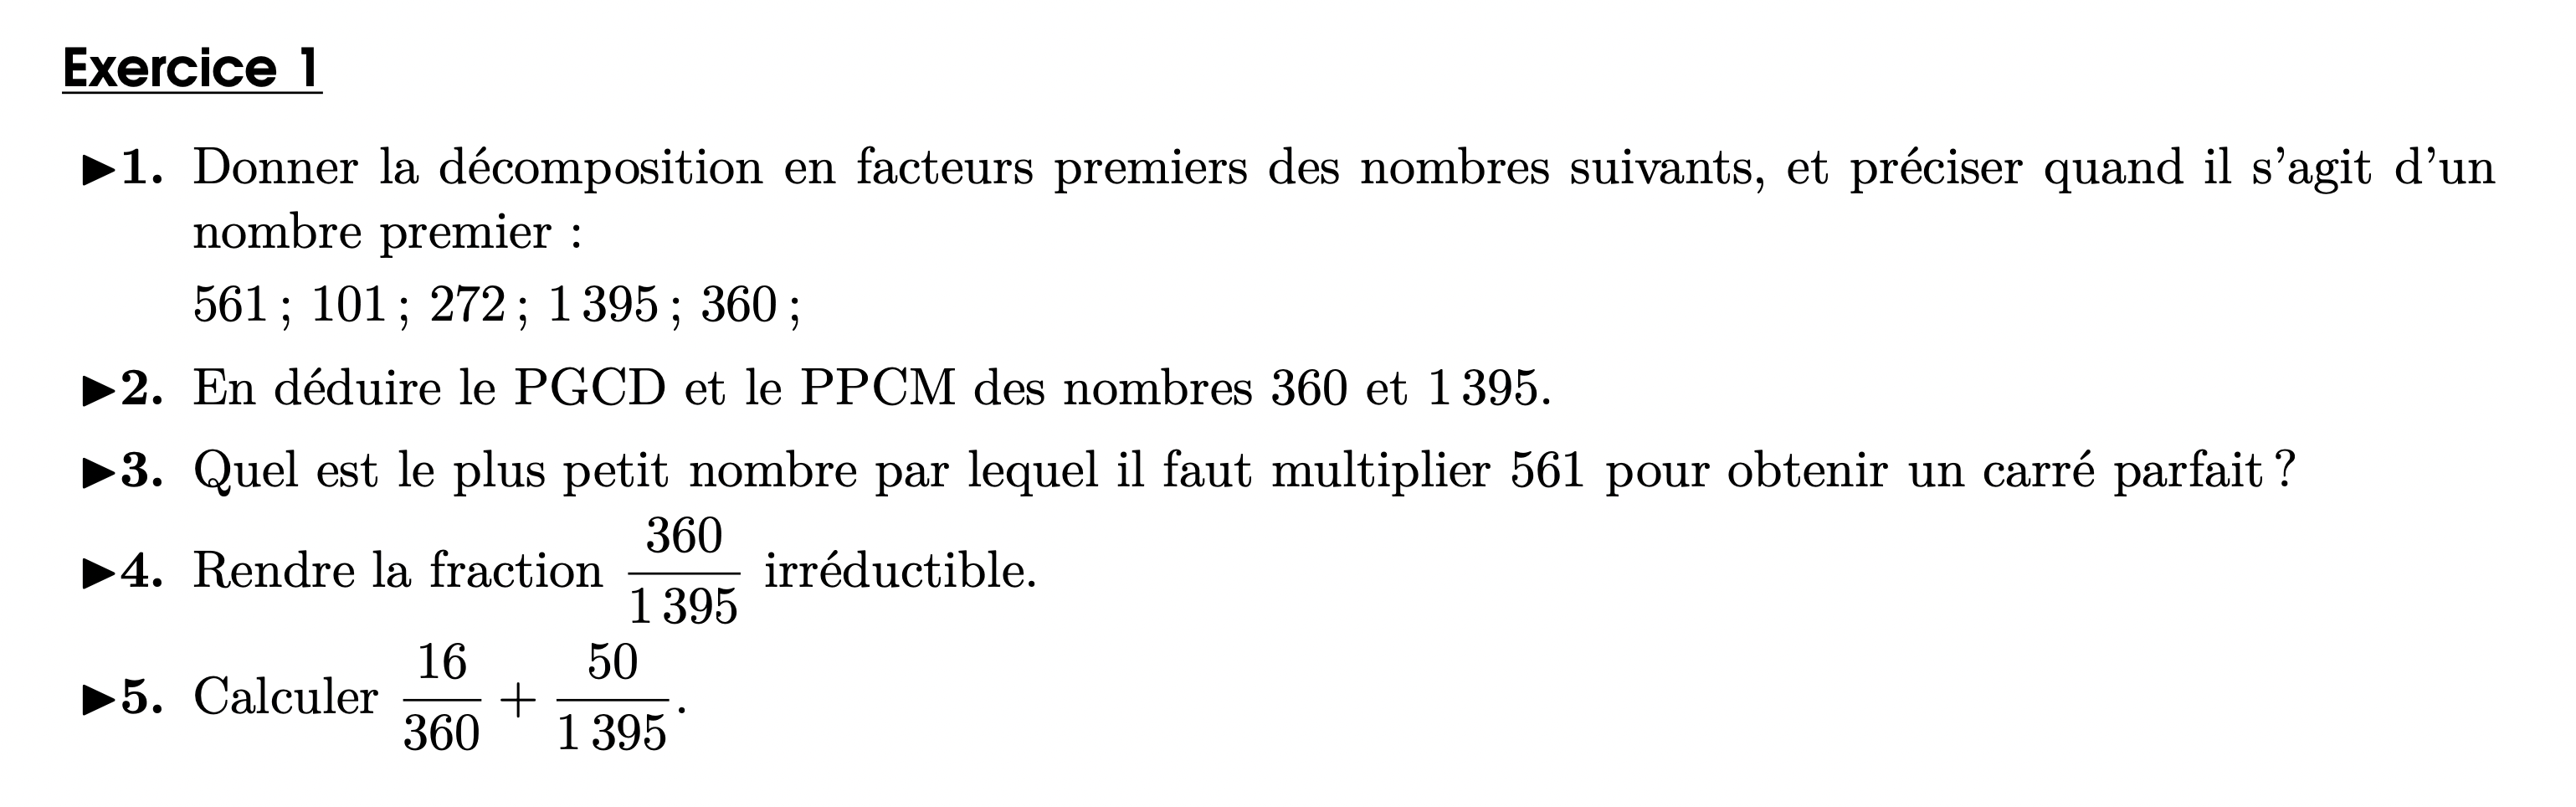 Exercice 1
▶1. Donner la décomposition en facteurs premiers des nombres suivants, et préciser quand il s'agit d'un
nombre premier :
561 ; 101 ; 272 ; 1 395 ; 360 ;
▶2. En déduire le PGCD et le PPCM des nombres 360 et 1 395.
▶3. Quel est le plus petit nombre par lequel il faut multiplier 561 pour obtenir un carré parfait ?
▶4. Rendre la fraction 360/1 395 irréductible.
▶5. Calculer 16/360 + 50/1 395.